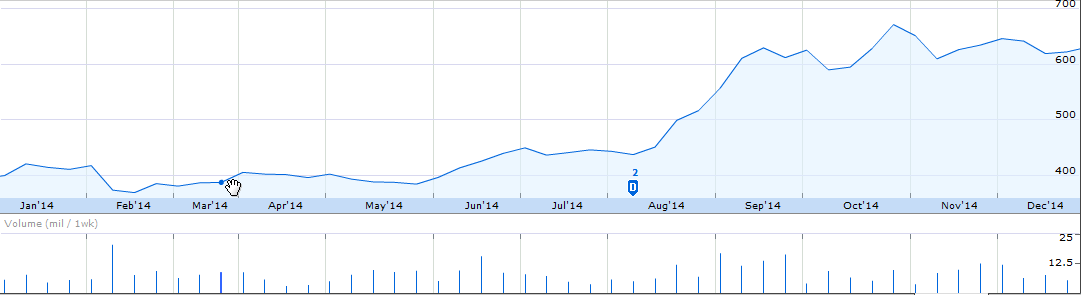 700
600
500
400
2
D
Jan'14 Feb'14 Mar'14 Apr'14 May'14 Jun'14 Jul'14 Aug'14 Sep'14 Oct'14 Nov'14 Dec'14
Volume (mil / 1wk)
25
12.5